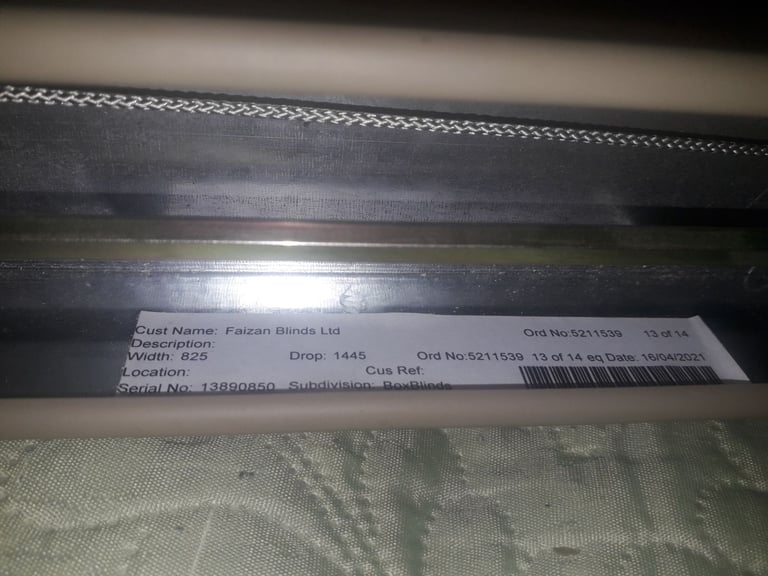 Cust Name: Faizan Blinds Ltd Ord No:5211539 13 of 14
Description:
Width: 825 Drop: 1445 Ord No:5211539 13 of 14 eq Date: 16/04/2021
Location: Cus Ref:
Serial No: 13890850 Subdivision: BoxBlinds